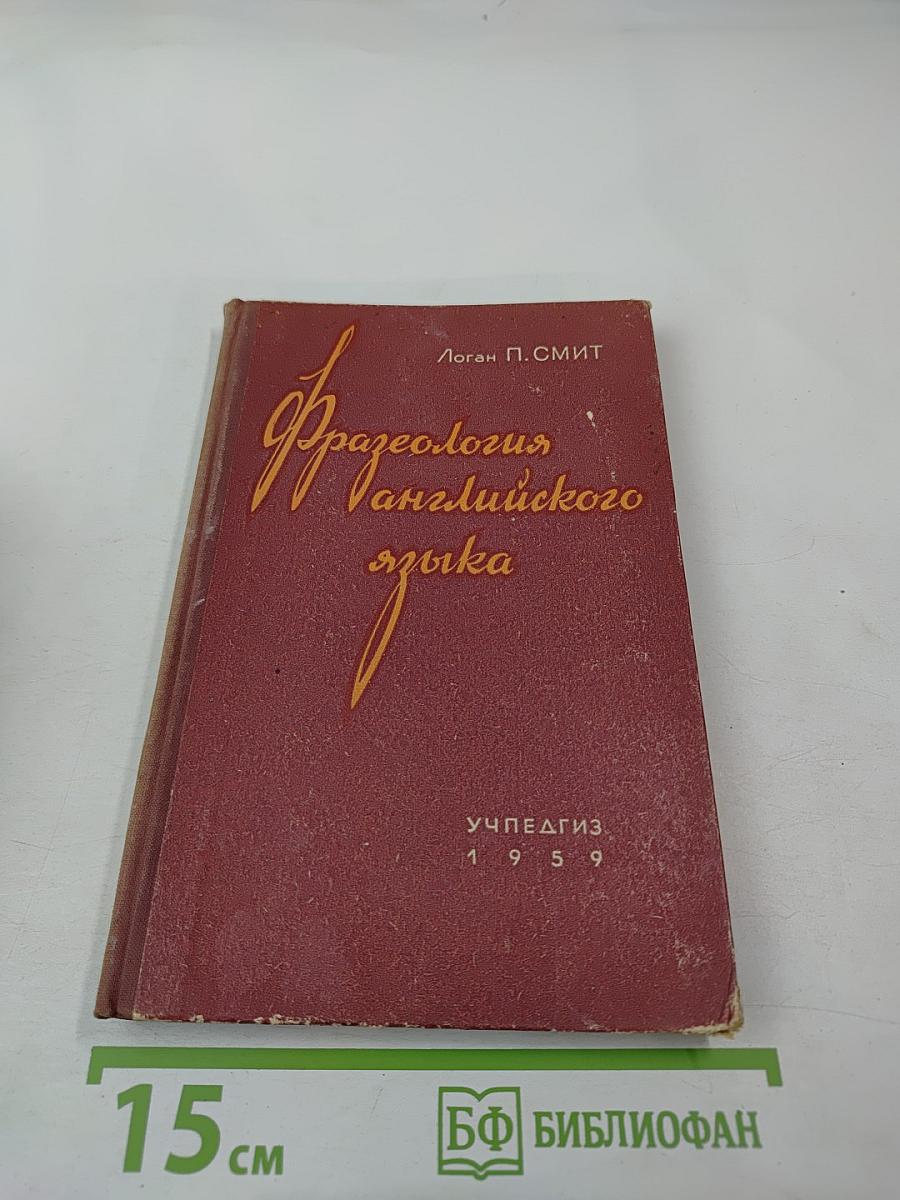 Логан П. СМИТ
Фразеология
английского
языка
УЧПЕДГИЗ
1959
15 см
БФ БИБЛИОФАН